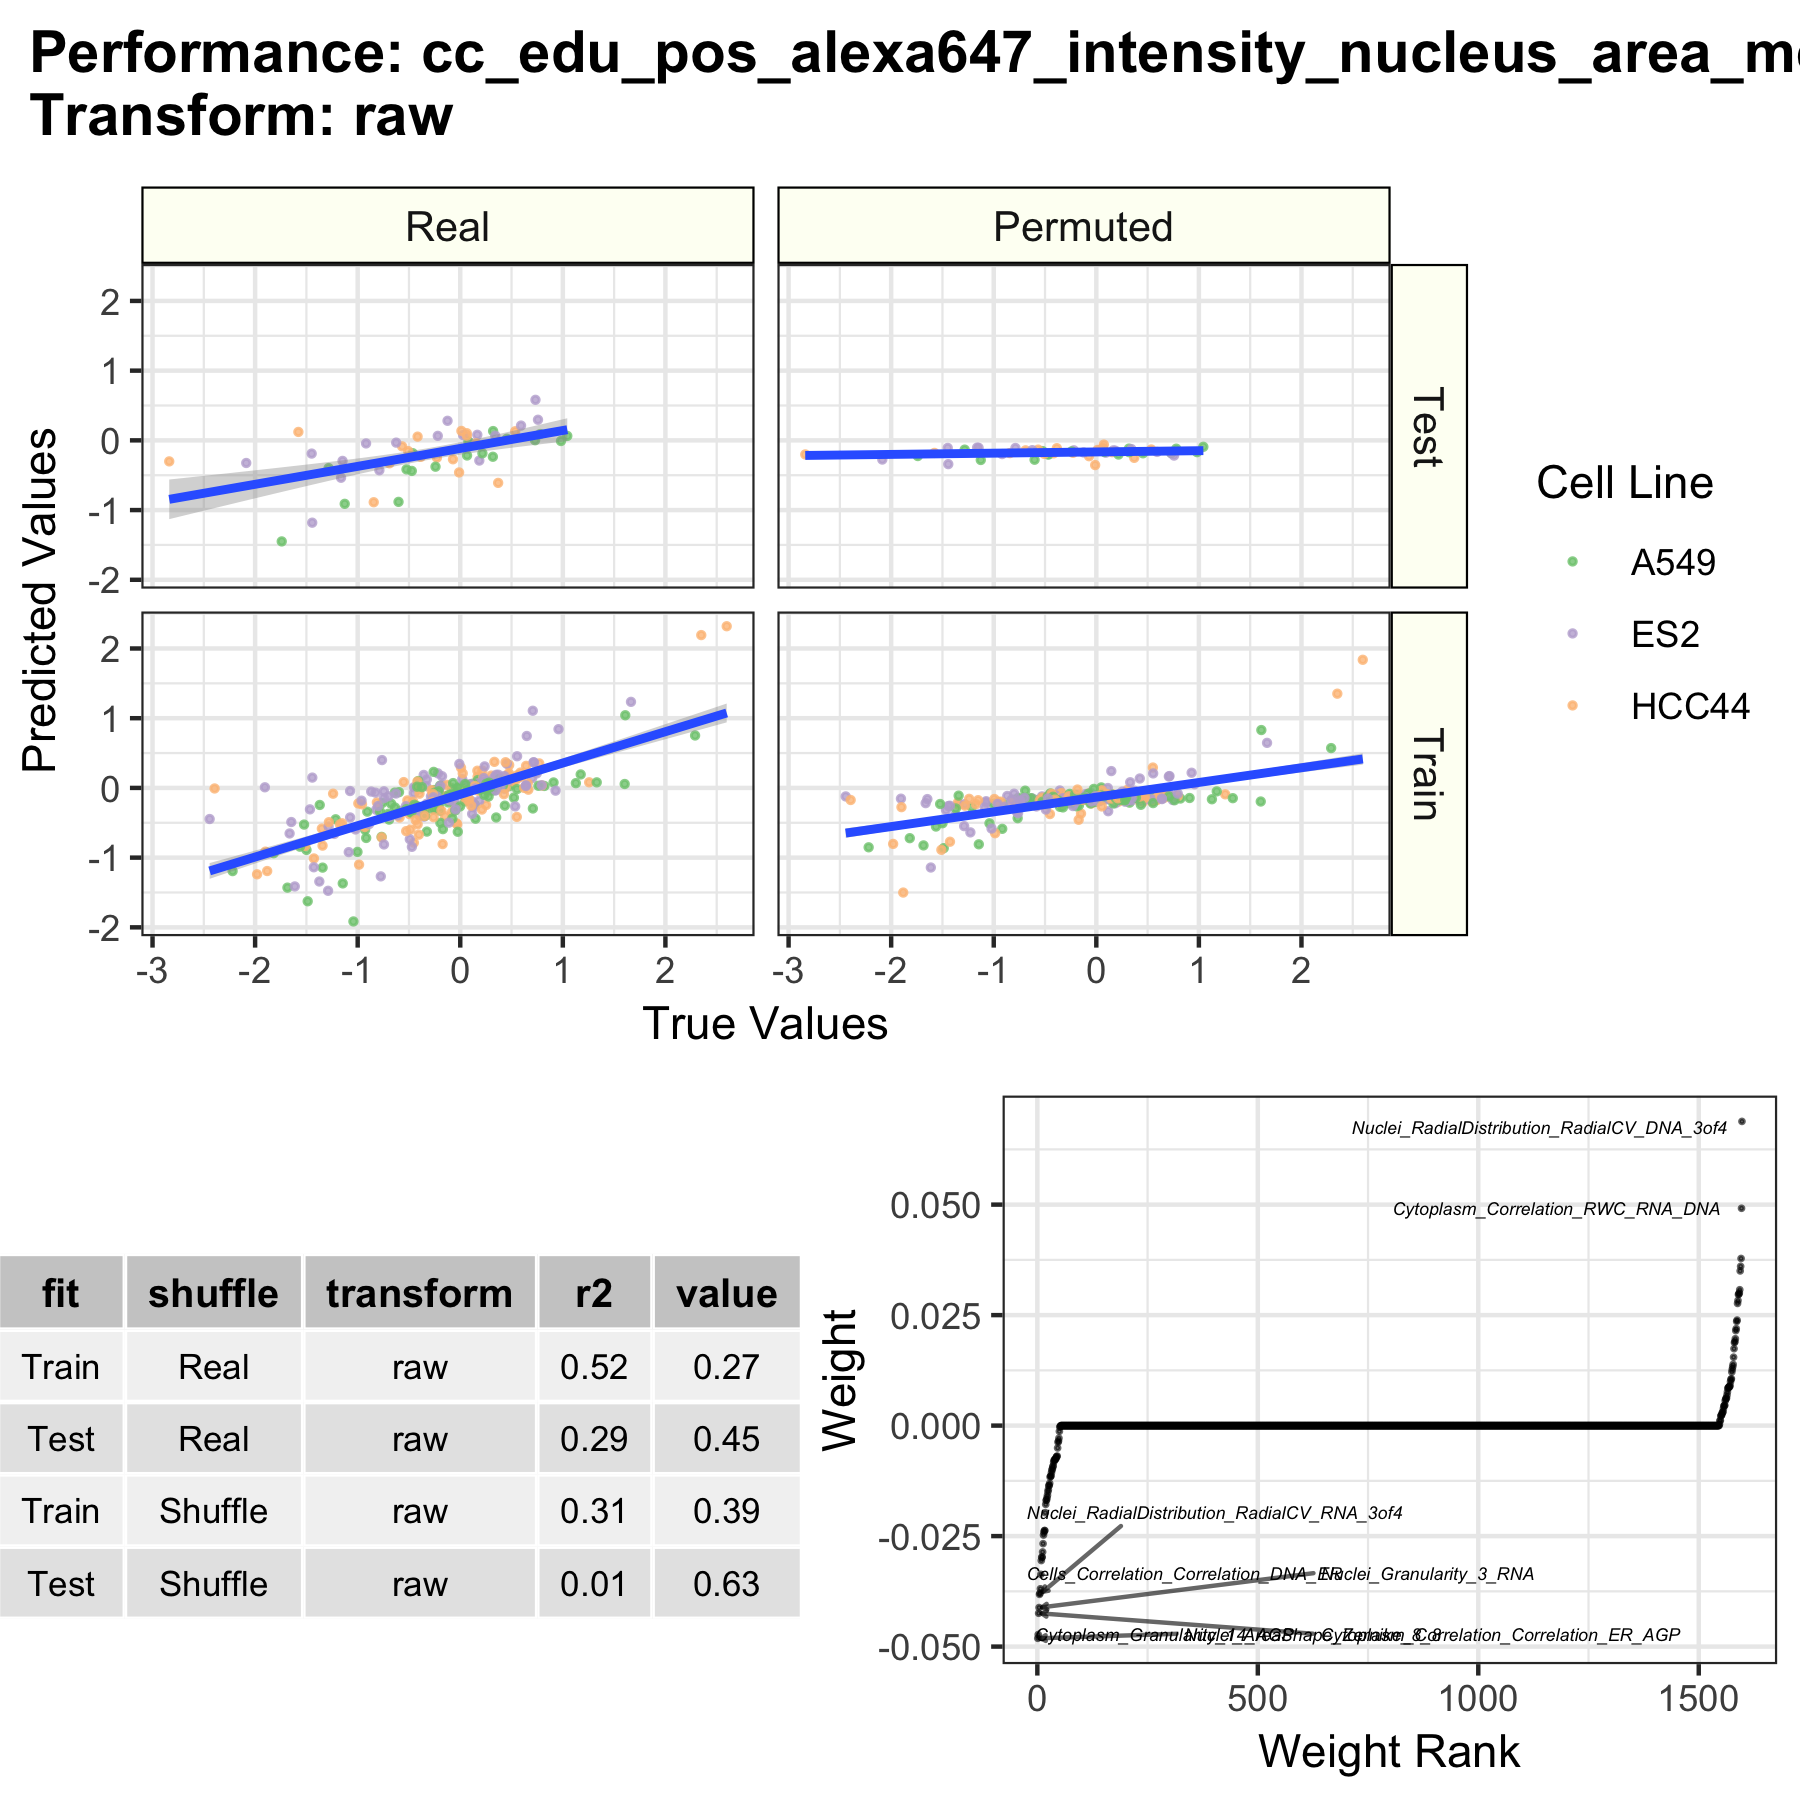 Performance: cc_edu_pos_alexa647_intensity_nucleus_area_m
Transform: raw
Real
Permuted
Test
Train
Predicted Values
2
1
0
-1
-2
2
1
0
-1
-2
-3 -2 -1 0 1 2
-3 -2 -1 0 1 2
True Values
Cell Line
A549
ES2
HCC44
fit shuffle transform r2 value
Train Real raw 0.52 0.27
Test Real raw 0.29 0.45
Train Shuffle raw 0.31 0.39
Test Shuffle raw 0.01 0.63
Weight
0.050
0.025
0.000
-0.025
-0.050
Nuclei_RadialDistribution_RadialCV_DNA_3of4
Cytoplasm_Correlation_RWC_RNA_DNA
Nuclei_RadialDistribution_RadialCV_RNA_3of4
Cells_Correlation_Correlation_DNA_ER
Nuclei_Granularity_3_RNA
Cytoplasm_Granularity_14_AGP
Nuclei_AreaShape_Zernike_8_8
Cytoplasm_Correlation_Correlation_ER_AGP
0 500 1000 1500
Weight Rank